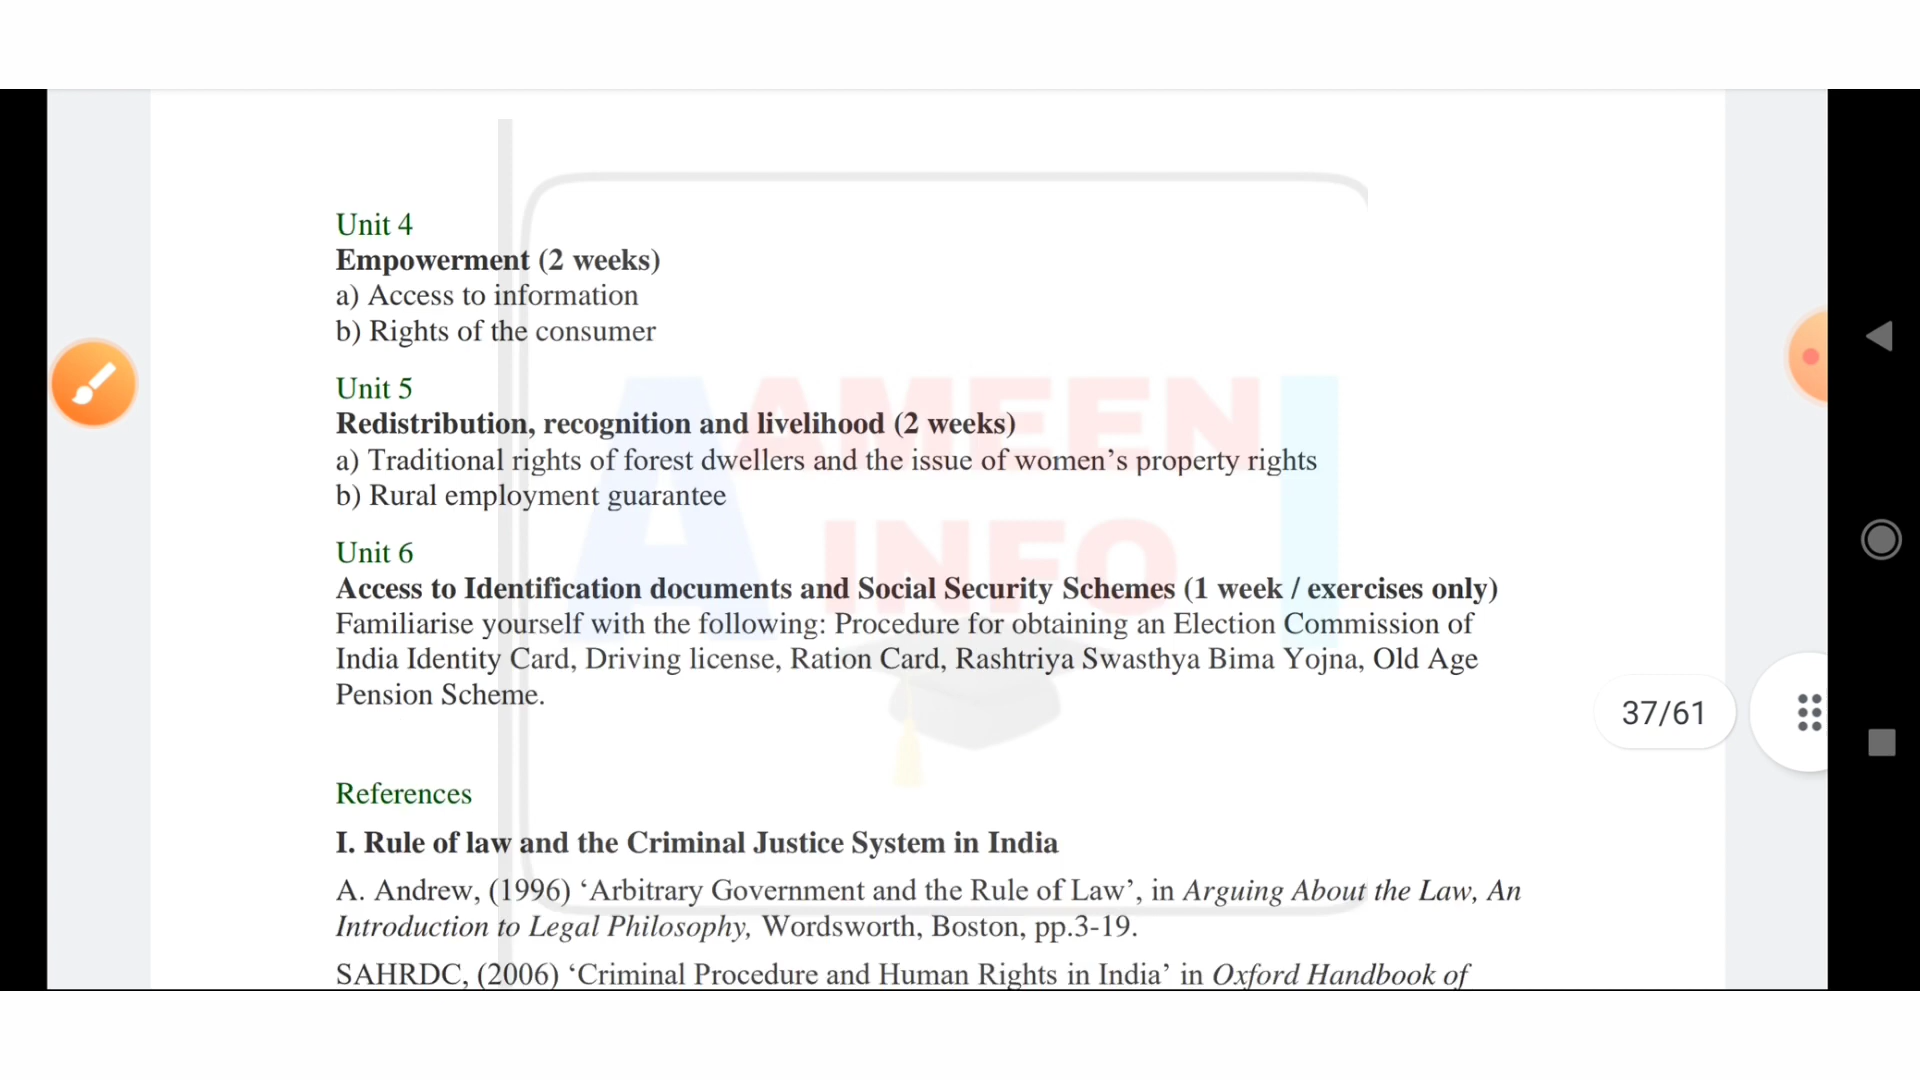 Unit 4
Empowerment (2 weeks)
a) Access to information
b) Rights of the consumer
Unit 5
Redistribution, recognition and livelihood (2 weeks)
a) Traditional rights of forest dwellers and the issue of women’s property rights
b) Rural employment guarantee
Unit 6
Access to Identification documents and Social Security Schemes (1 week / exercises only)
Familiarise yourself with the following: Procedure for obtaining an Election Commission of
India Identity Card, Driving license, Ration Card, Rashtriya Swasthya Bima Yojna, Old Age
Pension Scheme.
37/61
References
I. Rule of law and the Criminal Justice System in India
A. Andrew, (1996) ‘Arbitrary Government and the Rule of Law’, in Arguing About the Law, An
Introduction to Legal Philosophy, Wordsworth, Boston, pp.3-19.
SAHRDC, (2006) ‘Criminal Procedure and Human Rights in India’ in Oxford Handbook of
A AMEEN I
INFO